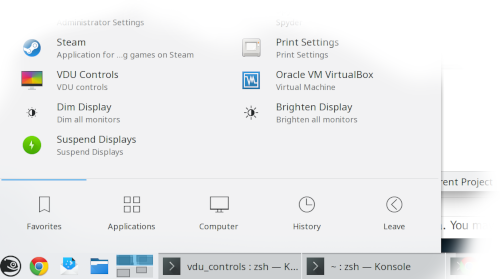 Administrator Settings
Spyder
Steam
Application for ...g games on Steam
Print Settings
Print Settings
VDU Controls
VDU controls
Oracle VM VirtualBox
Virtual Machine
Dim Display
Dim all monitors
Brighten Display
Brighten all monitors
Suspend Displays
Suspend Displays
rent Project
Favorites
Applications
Computer
History
Leave
. You m
vdu_controls : zsh — K...
~ : zsh — Konsole